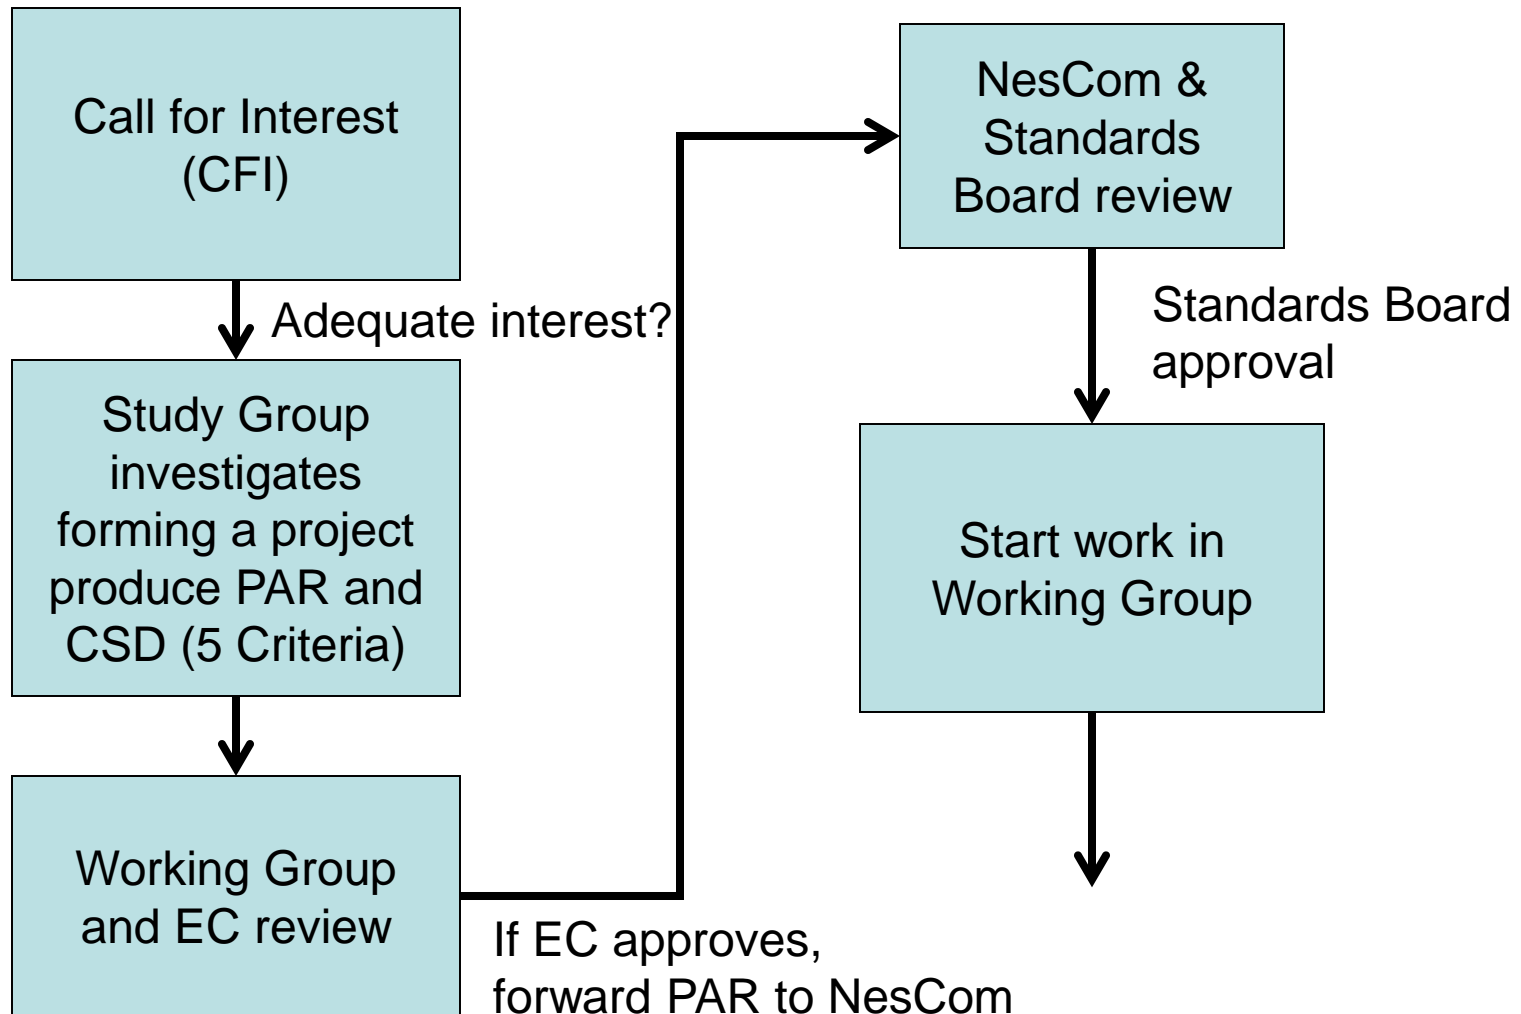 Call for Interest
(CFI)
Adequate interest?
Study Group
investigates
forming a project
produce PAR and
CSD (5 Criteria)
Working Group
and EC review
If EC approves,
forward PAR to NesCom
NesCom &
Standards
Board review
Standards Board
approval
Start work in
Working Group